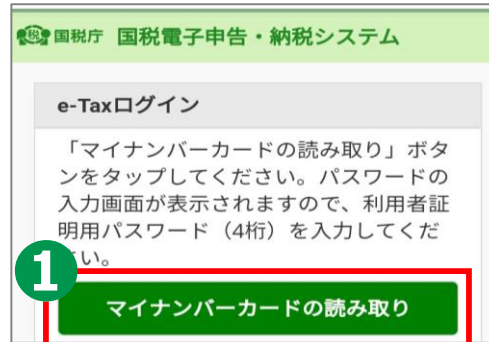 税 国税庁 国税電子申告・納税システム
e-Taxログイン
「マイナンバーカードの読み取り」ボタ
ンをタップしてください。パスワードの
入力画面が表示されますので、利用者証
明用パスワード（4桁）を入力してくだ
さい。
1
マイナンバーカードの読み取り